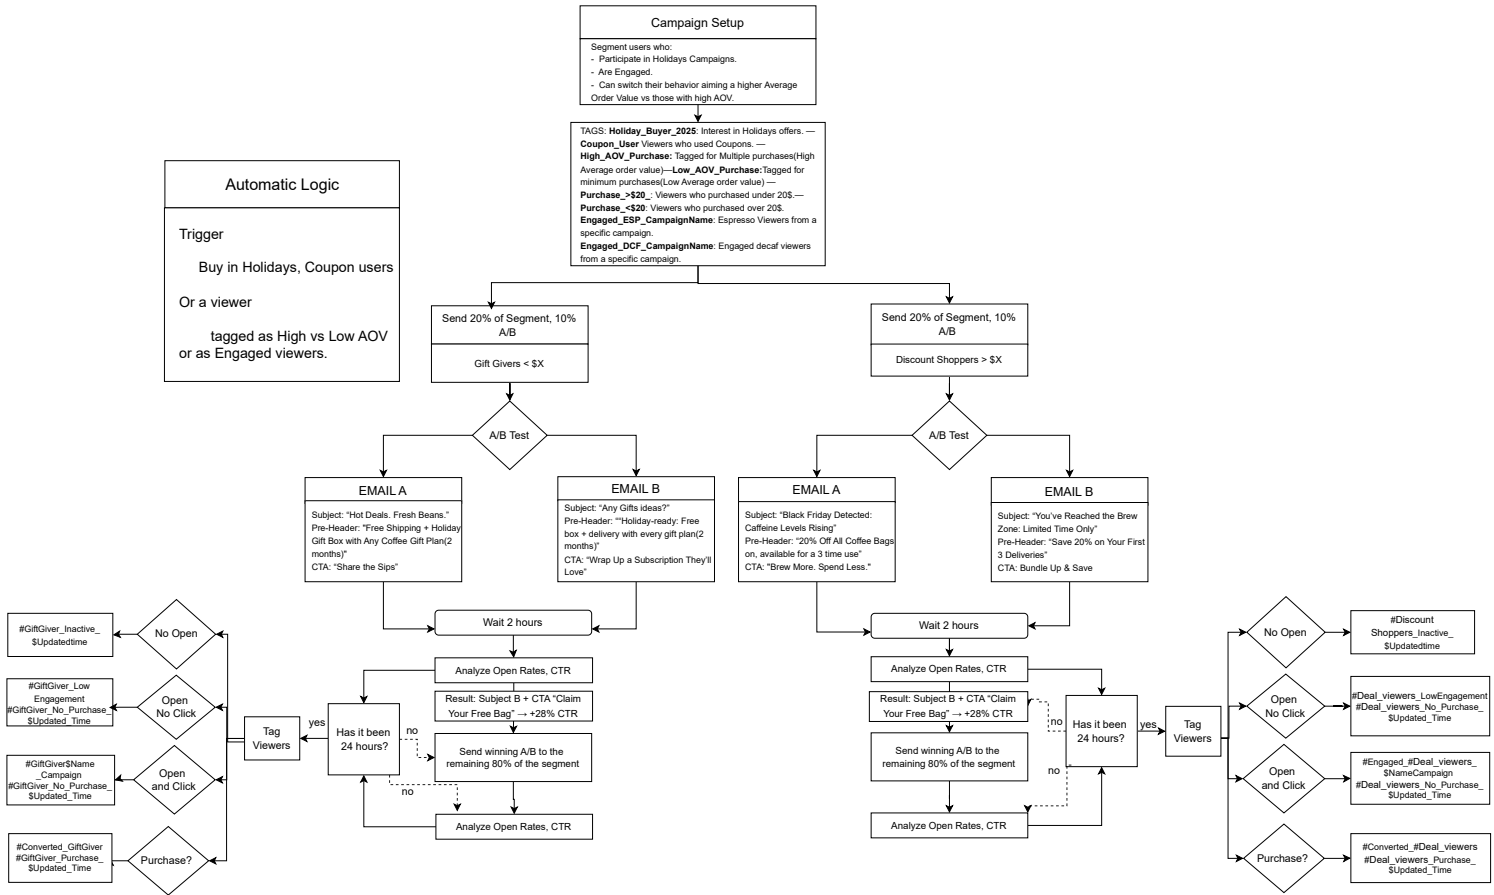 Campaign Setup
Segment users who:
- Participate in Holidays Campaigns.
- Are Engaged.
- Can switch their behavior aiming a higher Average
Order Value vs those with high AOV.
TAGS: Holiday_Buyer_2025: Interest in Holidays offers. —
Coupon_User Viewers who used Coupons. —
High_AOV_Purchase: Tagged for Multiple purchases(High
Average order value)—Low_AOV_Purchase:Tagged for
minimum purchases(Low Average order value) —
Purchase_>$20_: Viewers who purchased under 20$.—
Purchase_<$20: Viewers who purchased over 20$.
Engaged_ESP_CampaignName: Espresso Viewers from a
specific campaign.
Engaged_DCF_CampaignName: Engaged decaf viewers
from a specific campaign.
Automatic Logic
Trigger
Buy in Holidays, Coupon users
Or a viewer
tagged as High vs Low AOV
or as Engaged viewers.
Send 20% of Segment, 10%
A/B
Gift Givers < $X
A/B Test
EMAIL A
Subject: “Hot Deals. Fresh Beans.”
Pre-Header: "Free Shipping + Holiday
Gift Box with Any Coffee Gift Plan(2
months)"
CTA: “Share the Sips”
EMAIL B
Subject: “Any Gifts ideas?”
Pre-Header: ""Holiday-ready: Free
box + delivery with every gift plan(2
months)”
CTA: “Wrap Up a Subscription They’ll
Love”
Wait 2 hours
Analyze Open Rates, CTR
Result: Subject B + CTA “Claim
Your Free Bag” → +28% CTR
Send winning A/B to the
remaining 80% of the segment
Analyze Open Rates, CTR
Has it been
24 hours?
no
no
yes
Tag
Viewers
No Open
#GiftGiver_Inactive_
$Updatedtime
Open
No Click
#GiftGiver_Low
Engagement
#GiftGiver_No_Purchase_
$Updated_Time
Open
and Click
#GiftGiver$Name
_Campaign
#GiftGiver_No_Purchase_
$Updated_Time
Purchase?
#Converted_GiftGiver
#GiftGiver_Purchase_
$Updated_Time
Send 20% of Segment, 10%
A/B
Discount Shoppers > $X
A/B Test
EMAIL A
Subject: “Black Friday Detected:
Caffeine Levels Rising”
Pre-Header: “20% Off All Coffee Bags
on, available for a 3 time use”
CTA: "Brew More. Spend Less."
EMAIL B
Subject: “You’ve Reached the Brew
Zone: Limited Time Only”
Pre-Header: “Save 20% on Your First
3 Deliveries”
CTA: Bundle Up & Save
Wait 2 hours
Analyze Open Rates, CTR
Result: Subject B + CTA “Claim
Your Free Bag” → +28% CTR
Send winning A/B to the
remaining 80% of the segment
Analyze Open Rates, CTR
Has it been
24 hours?
no
no
yes
Tag
Viewers
No Open
#Discount
Shoppers_Inactive_
$Updatedtime
Open
No Click
#Deal_viewers_LowEngagement
#Deal_viewers_No_Purchase_
$Updated_Time
Open
and Click
#Engaged_#Deal_viewers_
$NameCampaign
#Deal_viewers_No_Purchase_
$Updated_Time
Purchase?
#Converted_#Deal_viewers
#Deal_viewers_Purchase_
$Updated_Time